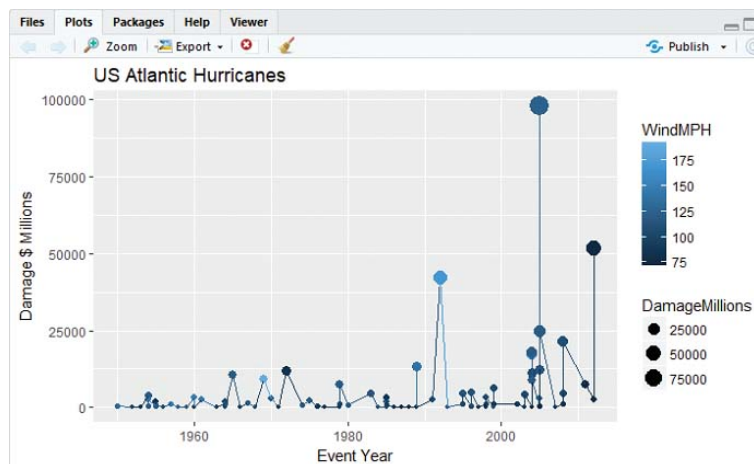 Files Plots Packages Help Viewer
Zoom Export Publish
US Atlantic Hurricanes
100000
75000
50000
25000
0
Damage $ Millions
1960 1980 2000
Event Year
WindMPH
175
150
125
100
75
DamageMillions
25000
50000
75000